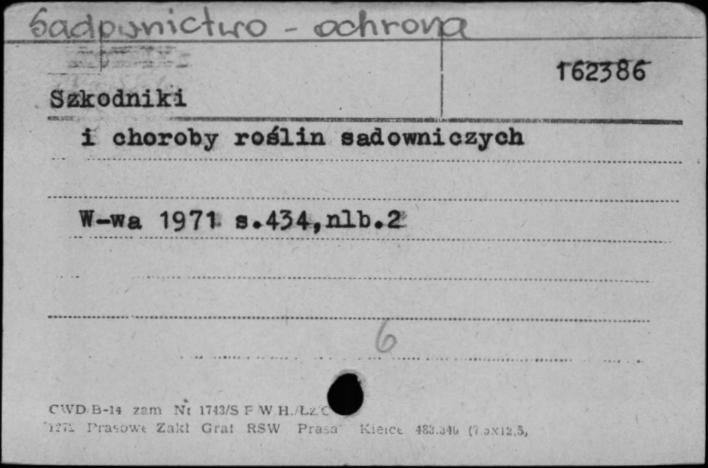 Sadownictwo - ochrona
162386
Szkodniki
i choroby roślin sadowniczych
W-wa 1971 s.434,nlb.2
6
CWD B-14 zam Nr 1743/S P W H./Łz.C
Prasowe Zakł Graf RSW Prasa Kielce